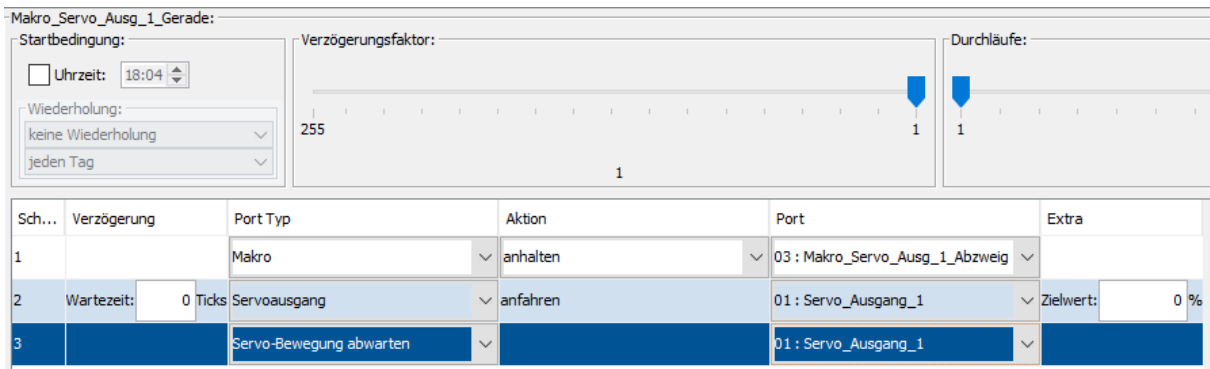 Makro_Servo_Ausg_1_Gerade:
Startbedingung:
Uhrzeit: 18:04
Wiederholung:
keine Wiederholung
jeden Tag
Verzögerungsfaktor:
255 1
1
Durchläufe:
1
Sch... Verzögerung Port Typ Aktion Port Extra
1 Makro anhalten 03 : Makro_Servo_Ausg_1_Abzweig
2 Wartezeit: 0 Ticks Servoausgang anfahren 01 : Servo_Ausgang_1 Zielwert: 0 %
3 Servo-Bewegung abwarten 01 : Servo_Ausgang_1